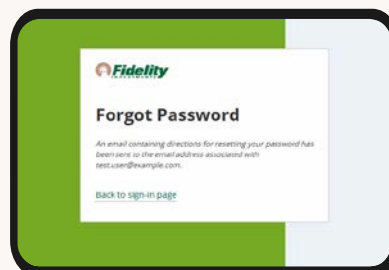 Fidelity
INVESTMENTS
Forgot Password
An email containing directions for resetting your password has
been sent to the email address associated with
test.user@example.com.
Back to sign-in page